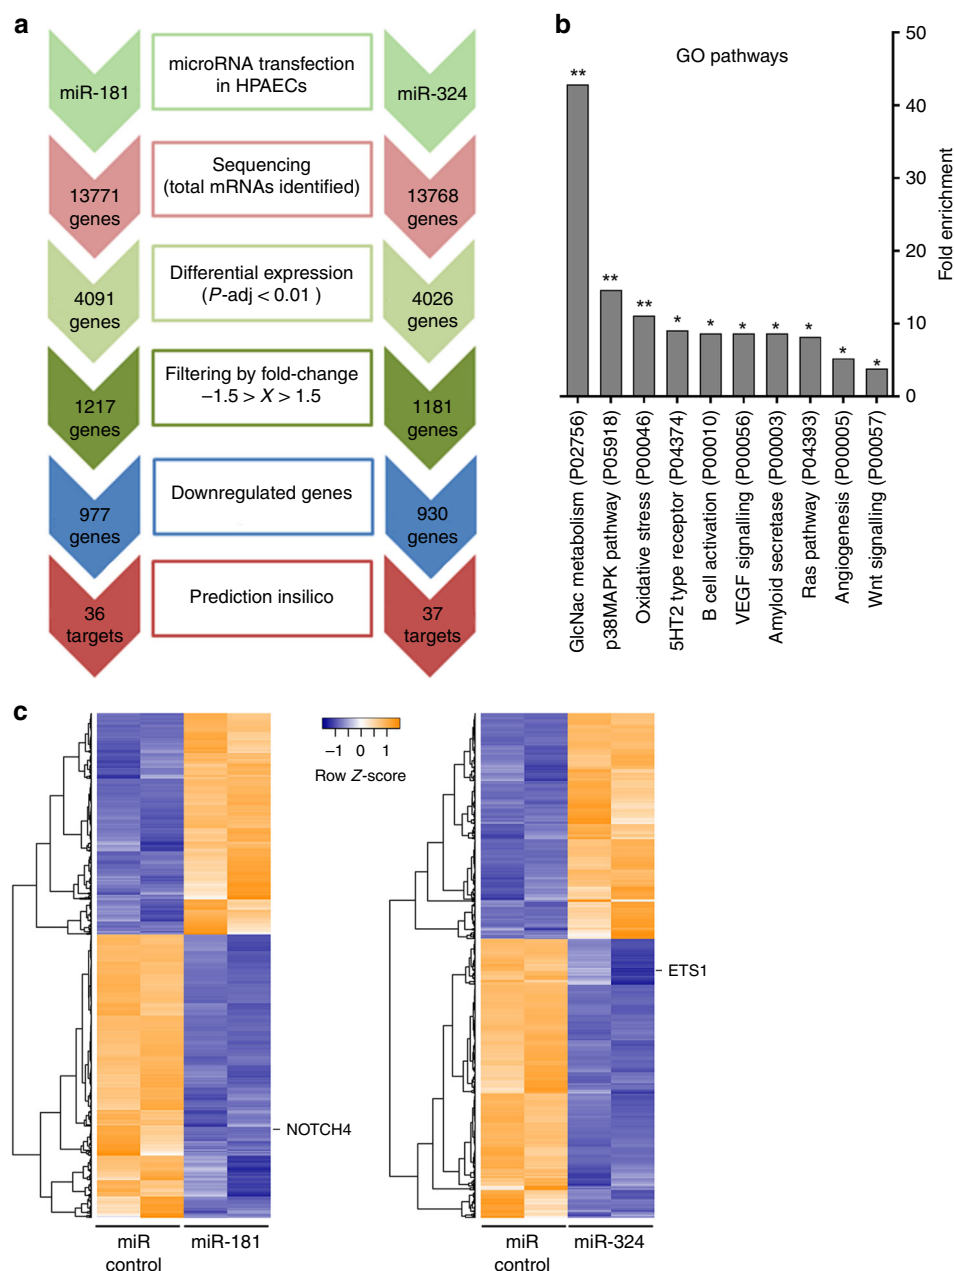 a
miR-181
microRNA transfection
in HPAECs
miR-324
13771
genes
Sequencing
(total mRNAs identified)
13768
genes
4091
genes
Differential expression
(P-adj < 0.01 )
4026
genes
1217
genes
Filtering by fold-change
−1.5 > X > 1.5
1181
genes
977
genes
Downregulated genes
930
genes
36
targets
Prediction insilico
37
targets
b
GO pathways
50
40
30
20
10
0
Fold enrichment
**
**
**
*
*
*
*
*
*
*
GlcNac metabolism (P02756)
p38MAPK pathway (P05918)
Oxidative stress (P00046)
5HT2 type receptor (P04374)
B cell activation (P00010)
VEGF signalling (P00056)
Amyloid secretase (P00003)
Ras pathway (P04393)
Angiogenesis (P00005)
Wnt signalling (P00057)
c
−1 0 1
Row Z-score
NOTCH4
miR
control
miR-181
ETS1
miR
control
miR-324